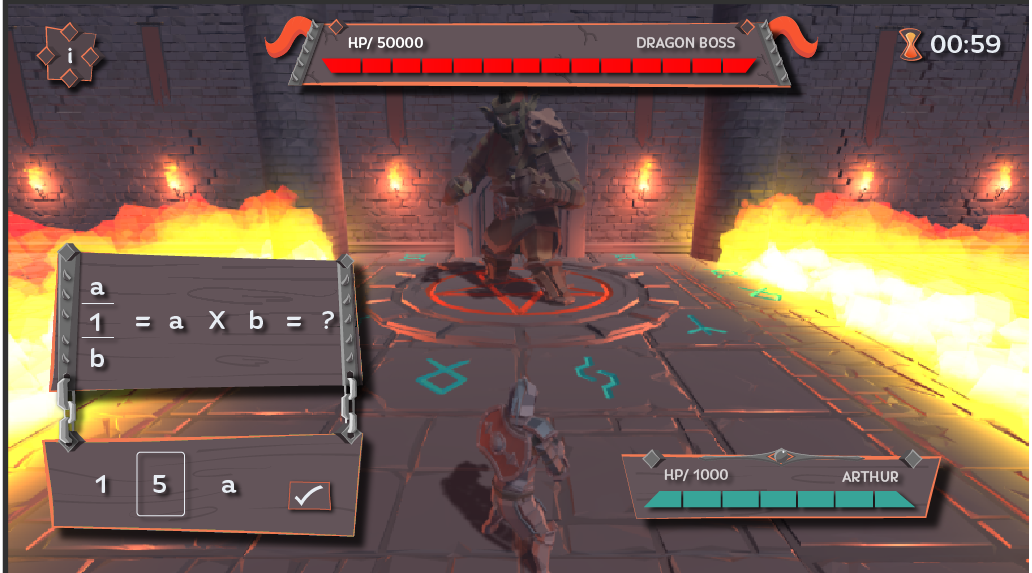 i
HP/ 50000 DRAGON BOSS
00:59
a
1 = a X b = ?
b
1 5 a
HP/ 1000 ARTHUR